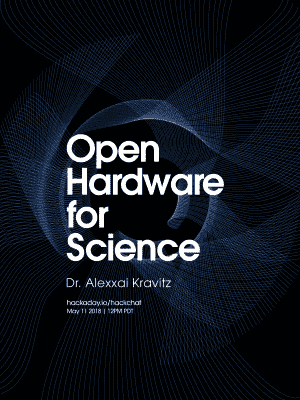 Open
Hardware
for
Science
Dr. Alexxai Kravitz
hackaday.io/hackchat
May 11 2018 | 12PM PDT